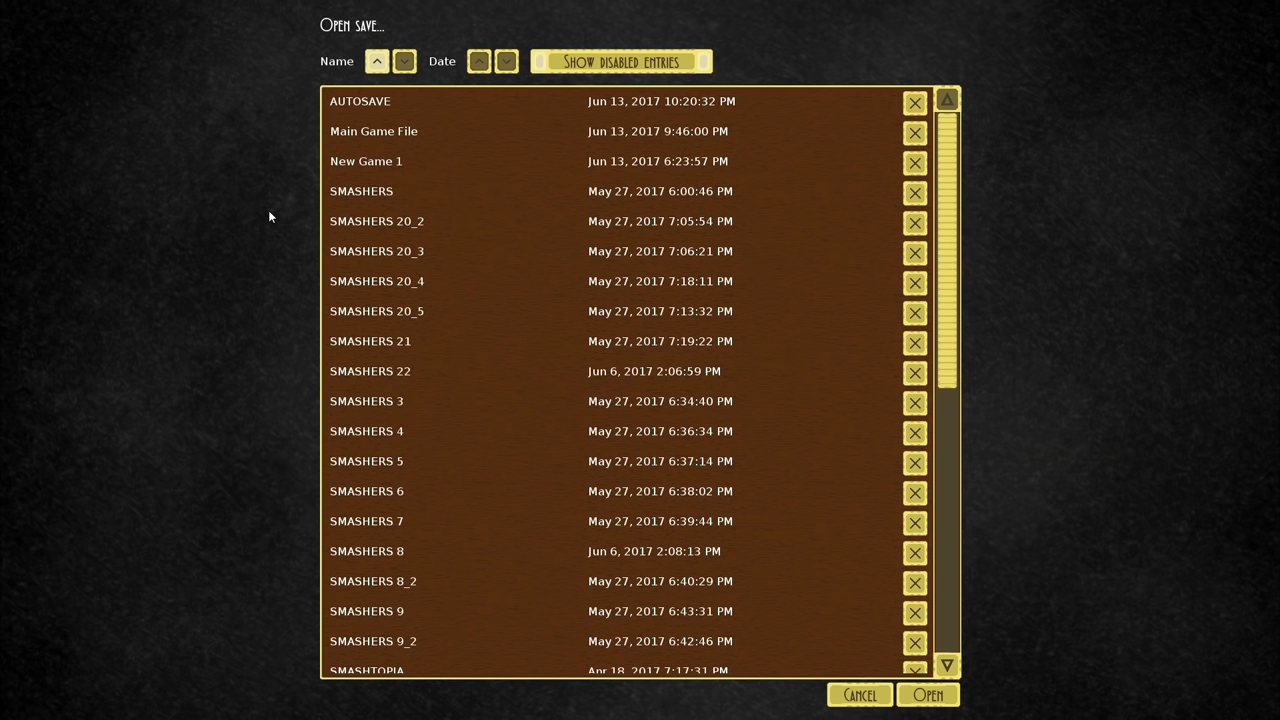 Open save...
Name Date Show disabled entries
AUTOSAVE Jun 13, 2017 10:20:32 PM
Main Game File Jun 13, 2017 9:46:00 PM
New Game 1 Jun 13, 2017 6:23:57 PM
SMASHERS May 27, 2017 6:00:46 PM
SMASHERS 20_2 May 27, 2017 7:05:54 PM
SMASHERS 20_3 May 27, 2017 7:06:21 PM
SMASHERS 20_4 May 27, 2017 7:18:11 PM
SMASHERS 20_5 May 27, 2017 7:13:32 PM
SMASHERS 21 May 27, 2017 7:19:22 PM
SMASHERS 22 Jun 6, 2017 2:06:59 PM
SMASHERS 3 May 27, 2017 6:34:40 PM
SMASHERS 4 May 27, 2017 6:36:34 PM
SMASHERS 5 May 27, 2017 6:37:14 PM
SMASHERS 6 May 27, 2017 6:38:02 PM
SMASHERS 7 May 27, 2017 6:39:44 PM
SMASHERS 8 Jun 6, 2017 2:08:13 PM
SMASHERS 8_2 May 27, 2017 6:40:29 PM
SMASHERS 9 May 27, 2017 6:43:31 PM
SMASHERS 9_2 May 27, 2017 6:42:46 PM
SMASHTOPIA Apr 18, 2017 7:17:31 PM
Cancel Open